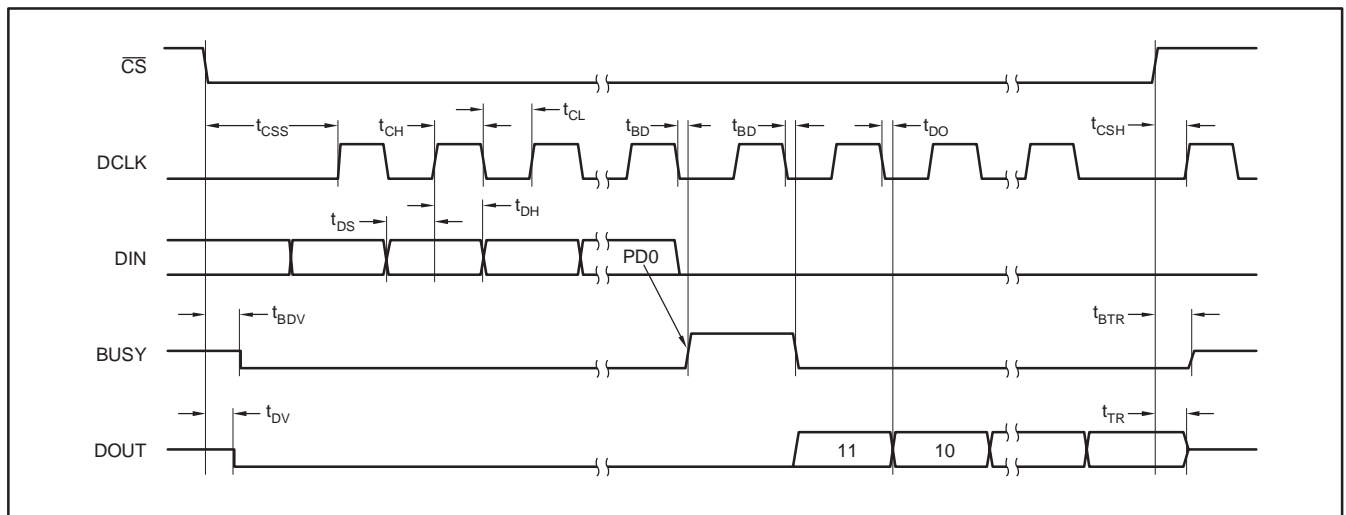 C̅S̅
tCSS tCH tCL tBD tBD tDO tCSH
DCLK
tDS tDH
DIN
PD0
tBDV tBTR
BUSY
tDV tTR
DOUT 11 10